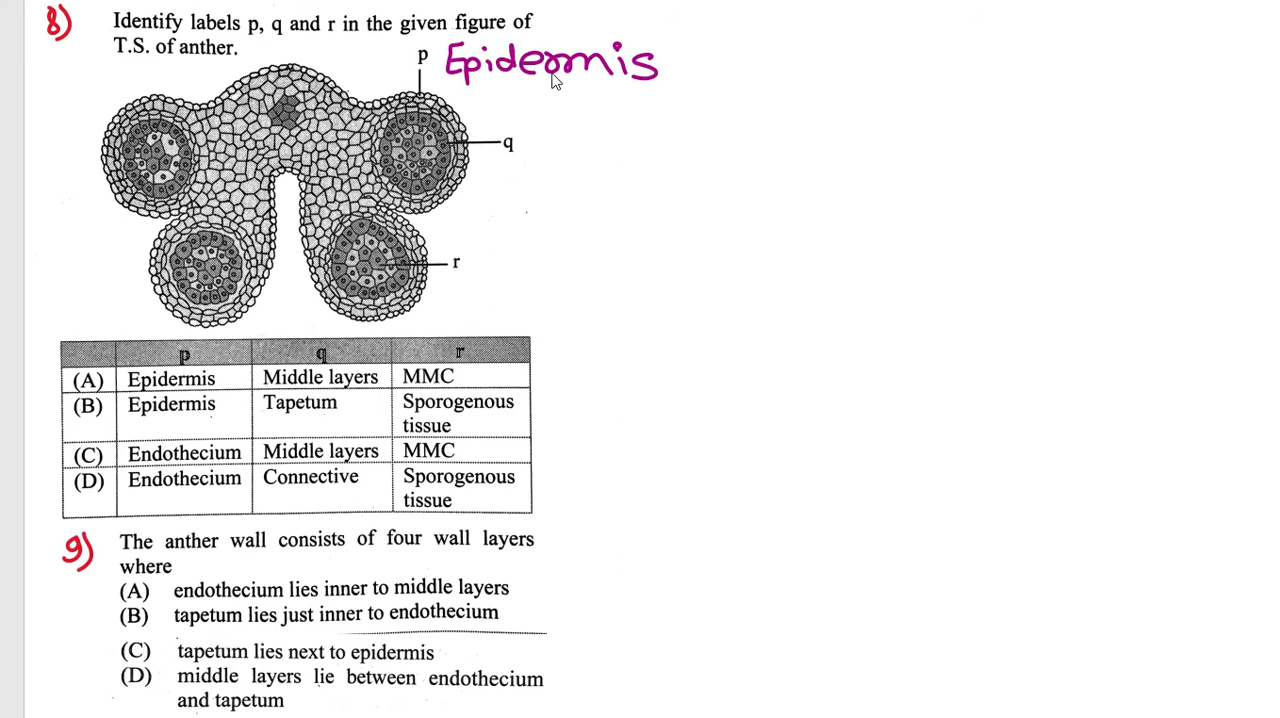 8) Identify labels p, q and r in the given figure of
T.S. of anther.
p Epidermis
q
r
p q r
(A) Epidermis Middle layers MMC
(B) Epidermis Tapetum Sporogenous
tissue
(C) Endothecium Middle layers MMC
(D) Endothecium Connective Sporogenous
tissue
9) The anther wall consists of four wall layers
where
(A) endothecium lies inner to middle layers
(B) tapetum lies just inner to endothecium
(C) tapetum lies next to epidermis
(D) middle layers lie between endothecium
and tapetum